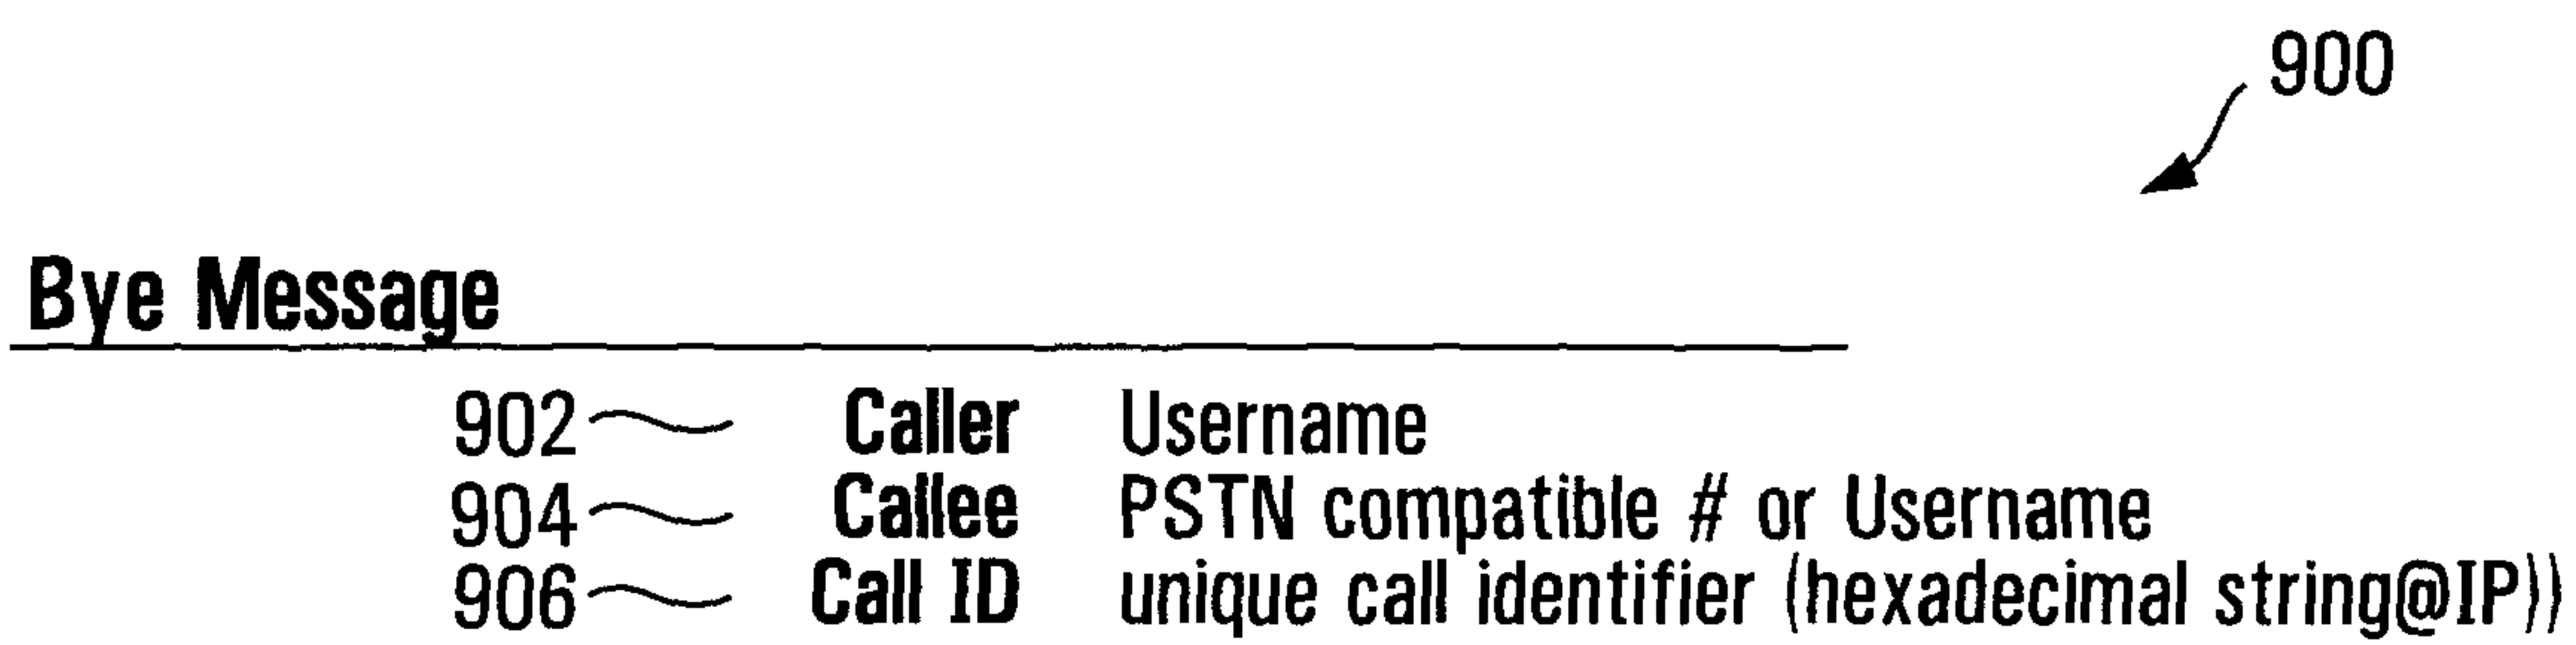 900
Bye Message
902 Caller Username
904 Callee PSTN compatible # or Username
906 Call ID unique call identifier (hexadecimal string@IP))